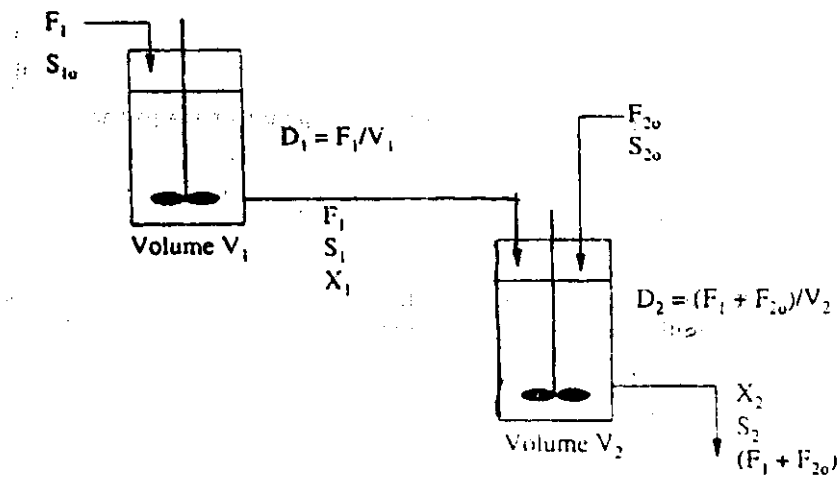 F₁
S₁ₒ
D₁ = F₁/V₁
F₂ₒ
S₂ₒ
Volume V₁
F₁
S₁
X₁
D₂ = (F₁ + F₂ₒ)/V₂
X₂
S₂
(F₁ + F₂ₒ)
Volume V₂